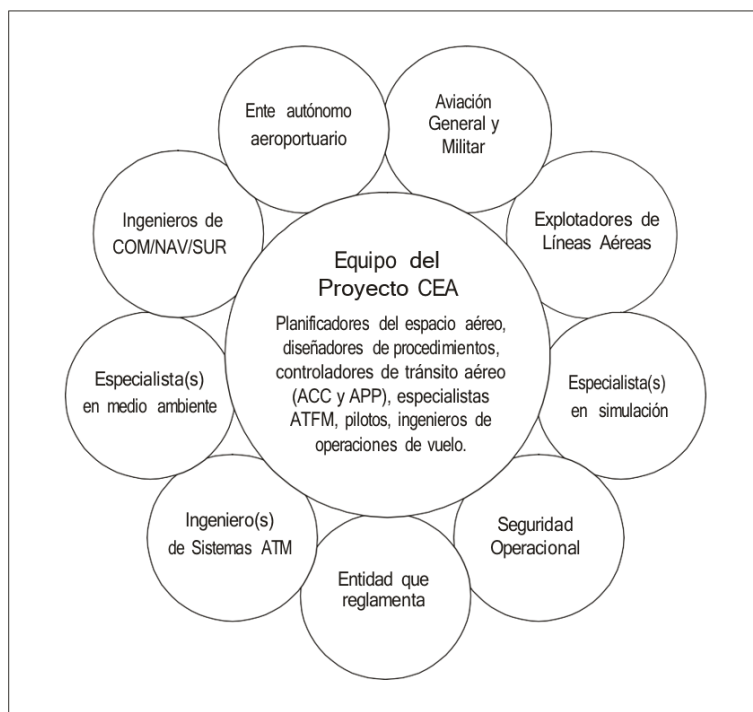 Ente autónomo
aeroportuario
Aviación
General y
Militar
Ingenieros de
COM/NAV/SUR
Explotadores de
Líneas Aéreas
Equipo del
Proyecto CEA
Planificadores del espacio aéreo,
diseñadores de procedimientos,
controladores de tránsito aéreo
(ACC y APP), especialistas
ATFM, pilotos, ingenieros de
operaciones de vuelo.
Especialista(s)
en medio ambiente
Especialista(s)
en simulación
Ingeniero(s)
de Sistemas ATM
Seguridad
Operacional
Entidad que
reglamenta